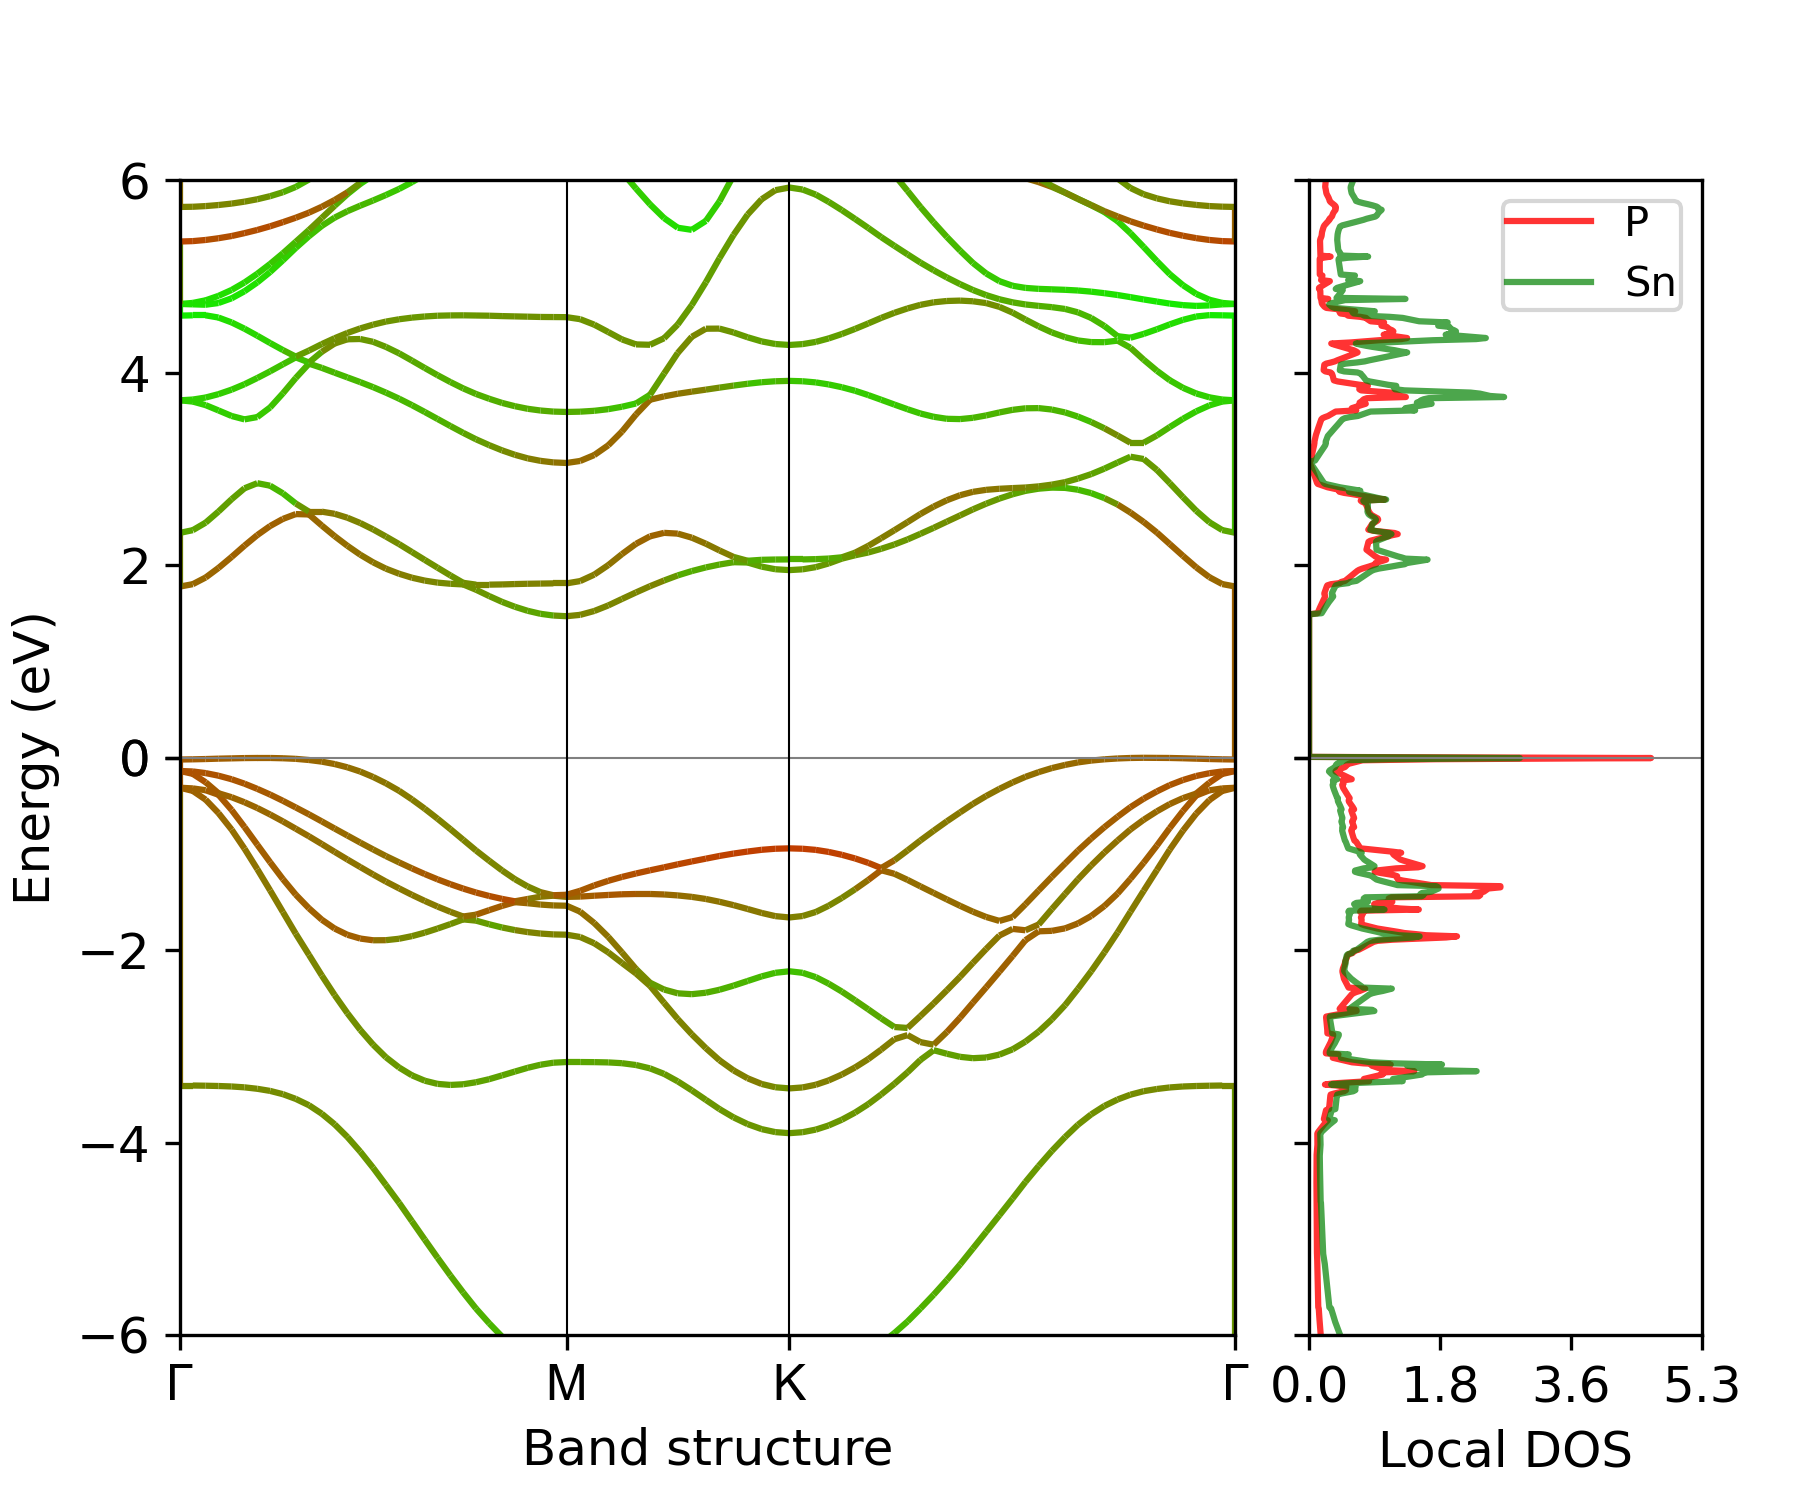 6
4
2
0
−2
−4
−6
Energy (eV)
Γ
M
K
Γ
Band structure
P
Sn
0.0
1.8
3.6
5.3
Local DOS